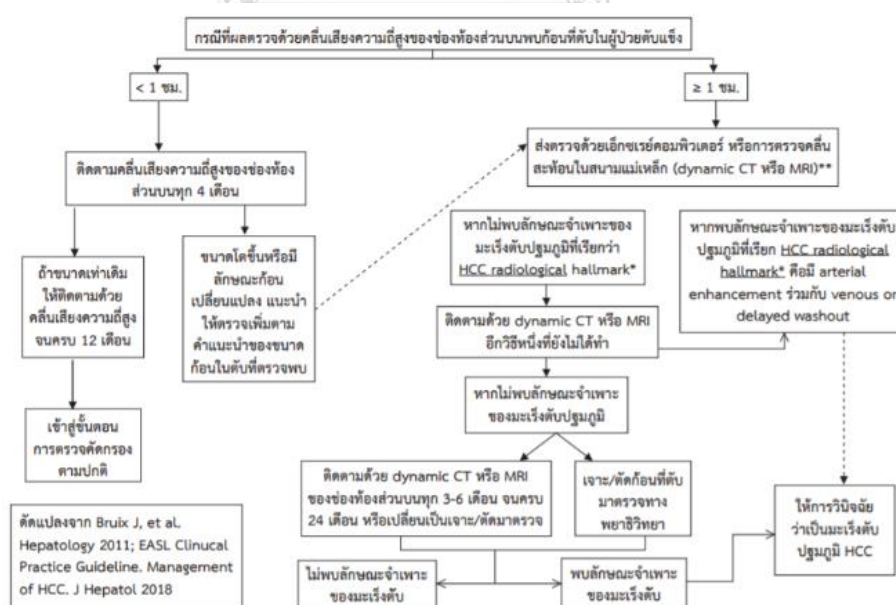 กรณีที่ผลตรวจด้วยคลื่นเสียงความถี่สูงของช่องท้องส่วนบนพบก้อนที่ตับในผู้ป่วยตับแข็ง
< 1 ซม.
≥ 1 ซม.
ติดตามคลื่นเสียงความถี่สูงของช่องท้อง
ส่วนบนทุก 4 เดือน
ส่งตรวจด้วยเอ็กซเรย์คอมพิวเตอร์ หรือการตรวจคลื่น
สะท้อนในสนามแม่เหล็ก (dynamic CT หรือ MRI)**
ถ้าขนาดเท่าเดิม
ให้ติดตามด้วย
คลื่นเสียงความถี่สูง
จนครบ 12 เดือน
ขนาดโตขึ้นหรือมี
ลักษณะก้อน
เปลี่ยนแปลง แนะนำ
ให้ตรวจเพิ่มตาม
คำแนะนำของขนาด
ก้อนในตับที่ตรวจพบ
หากไม่พบลักษณะจำเพาะของ
มะเร็งตับปฐมภูมิที่เรียกว่า
HCC radiological hallmark*
หากพบลักษณะจำเพาะของมะเร็งตับ
ปฐมภูมิที่เรียก HCC radiological
hallmark* คือมี arterial
enhancement ร่วมกับ venous or
delayed washout
ติดตามด้วย dynamic CT หรือ MRI
อีกวิธีหนึ่งที่ยังไม่ได้ทำ
หากไม่พบลักษณะจำเพาะ
ของมะเร็งตับปฐมภูมิ
เข้าสู่ขั้นตอน
การตรวจคัดกรอง
ตามปกติ
ติดตามด้วย dynamic CT หรือ MRI
ของช่องท้องส่วนบนทุก 3-6 เดือน จนครบ
24 เดือน หรือเปลี่ยนเป็นเจาะ/ตัดมาตรวจ
เจาะ/ตัดก้อนที่ตับ
มาตรวจทาง
พยาธิวิทยา
ให้การวินิจฉัย
ว่าเป็นมะเร็งตับ
ปฐมภูมิ HCC
ดัดแปลงจาก Bruix J, et al.
Hepatology 2011; EASL Clinucal
Practice Guideline. Management
of HCC. J Hepatol 2018
ไม่พบลักษณะจำเพาะ
ของมะเร็งตับ
พบลักษณะจำเพาะ
ของมะเร็งตับ